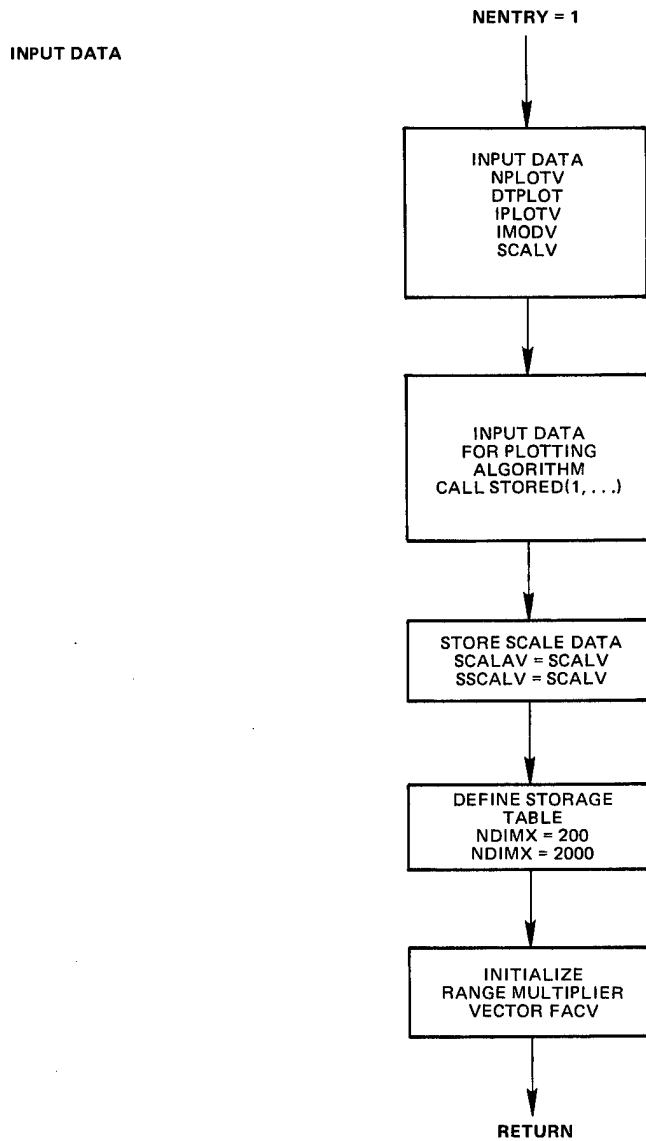 NENTRY = 1
INPUT DATA
INPUT DATA
NPLOTV
DTPLOT
IPLOTV
IMODV
SCALV
INPUT DATA
FOR PLOTTING
ALGORITHM
CALL STORED(1, . . .)
STORE SCALE DATA
SCALAV = SCALV
SSCALV = SCALV
DEFINE STORAGE
TABLE
NDIMX = 200
NDIMX = 2000
INITIALIZE
RANGE MULTIPLIER
VECTOR FACV
RETURN